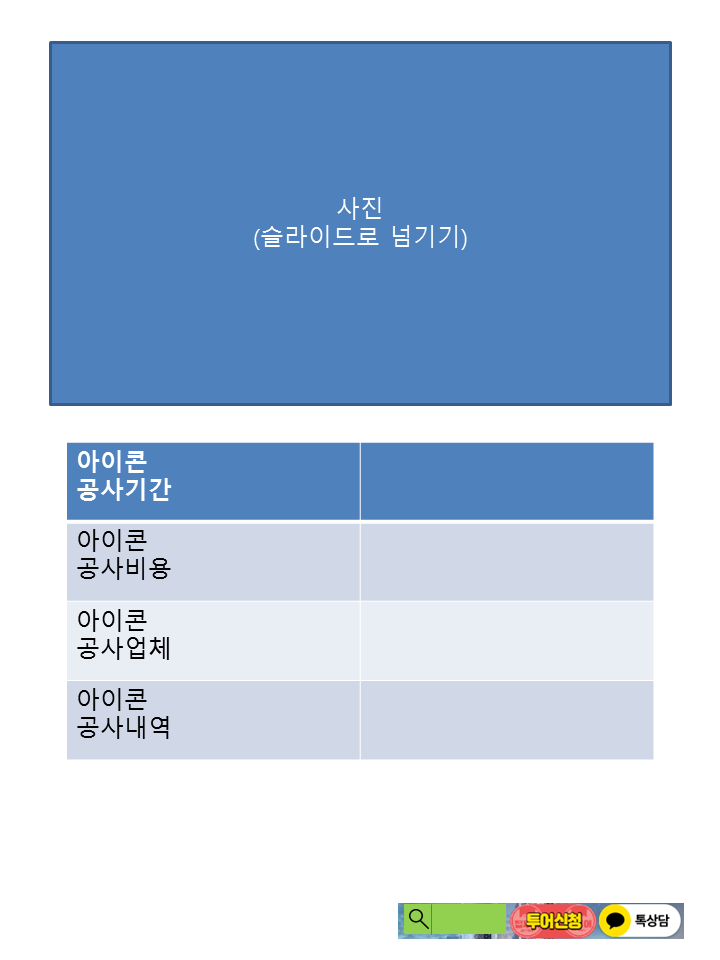 사진
(슬라이드로 넘기기)
아이콘
공사기간
아이콘
공사비용
아이콘
공사업체
아이콘
공사내역
투어신청
톡상담